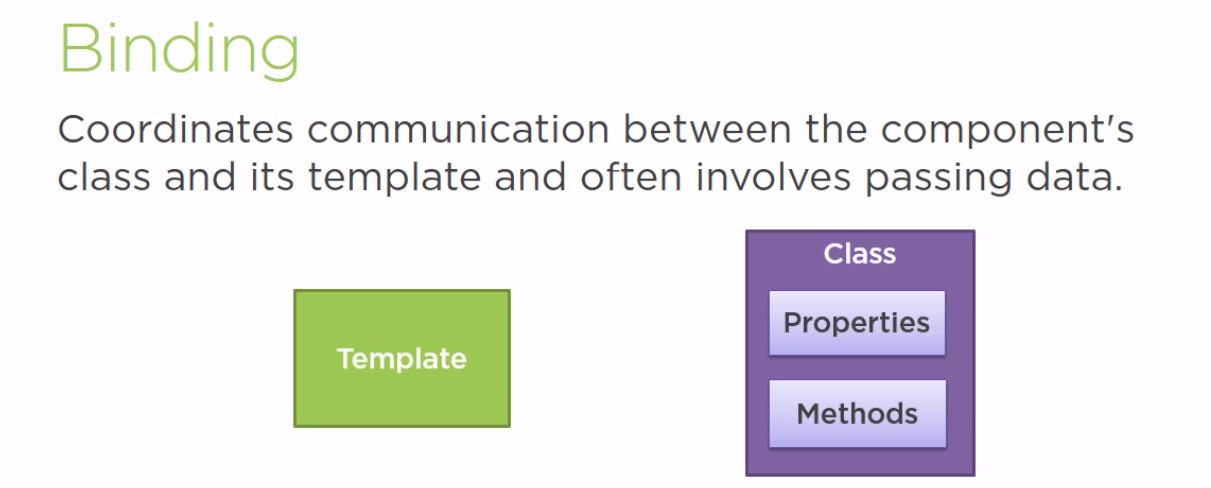 Binding
Coordinates communication between the component's
class and its template and often involves passing data.
Class
Properties
Template
Methods